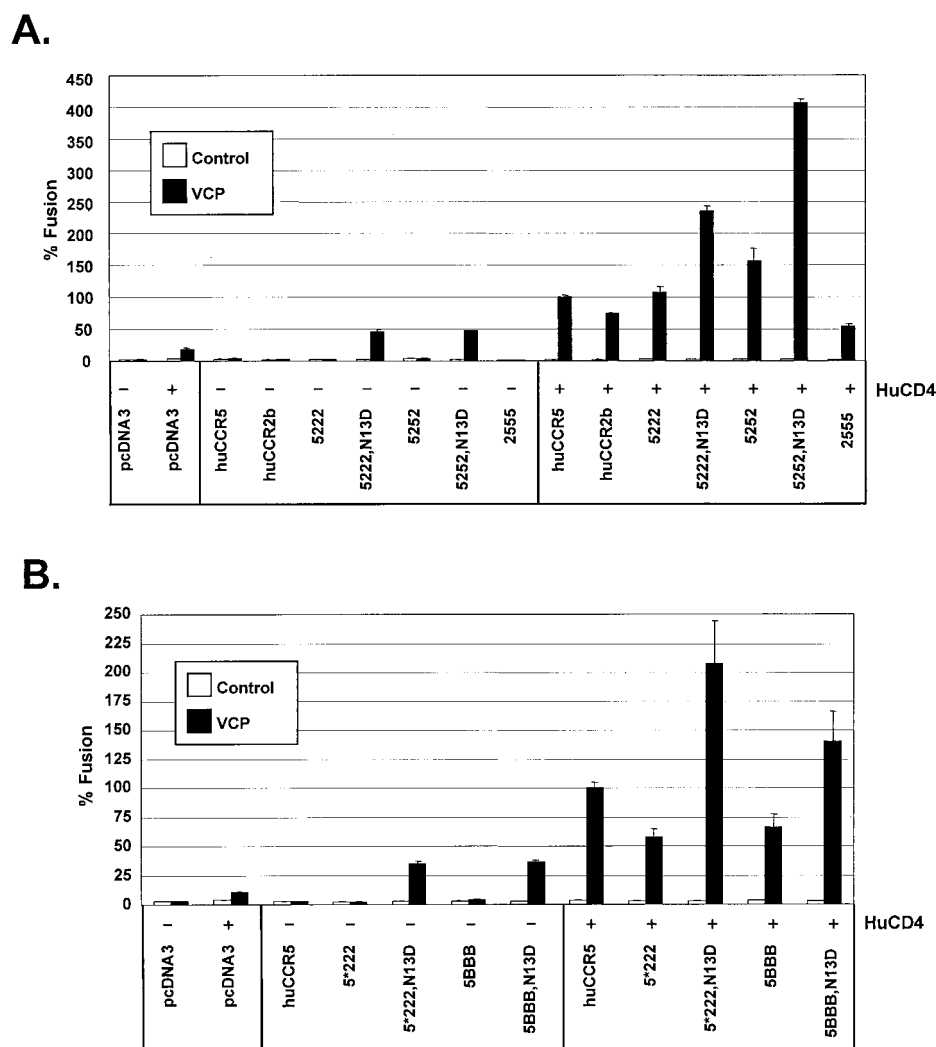 A.
450
400
350
300
250
200
150
100
50
0
% Fusion
Control
VCP
− + − − − − − − − + + + + + + + HuCD4
pcDNA3
pcDNA3
huCCR5
huCCR2b
5222
5222,N13D
5252
5252,N13D
2555
huCCR5
huCCR2b
5222
5222,N13D
5252
5252,N13D
2555
B.
250
225
200
175
150
125
100
75
50
25
0
% Fusion
Control
VCP
− + − − − − − + + + + + HuCD4
pcDNA3
pcDNA3
huCCR5
5*222
5*222,N13D
5BBB
5BBB,N13D
huCCR5
5*222
5*222,N13D
5BBB
5BBB,N13D